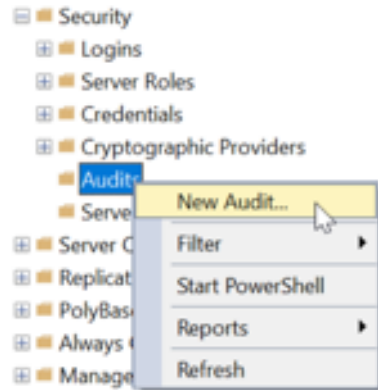 Security
Logins
Server Roles
Credentials
Cryptographic Providers
Audits
New Audit...
Serve
Filter
Server O
Start PowerShell
Replicat
PolyBas
Reports
Always
Refresh
Manage